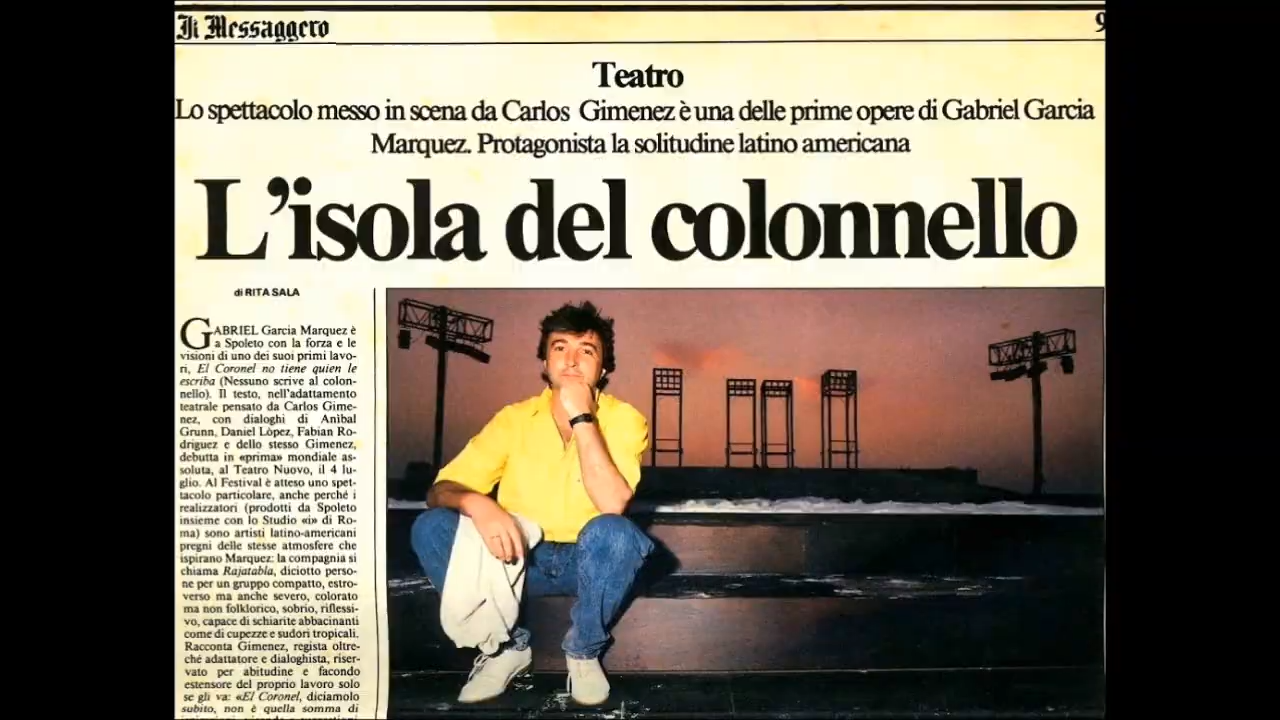 Il Messaggero
9
Teatro
Lo spettacolo messo in scena da Carlos Gimenez è una delle prime opere di Gabriel Garcia
Marquez. Protagonista la solitudine latino americana
L'isola del colonnello
di RITA SALA
GABRIEL Garcia Marquez è
a Spoleto con la forza e le
visioni di uno dei suoi primi lavo-
ri, El Coronel no tiene quien le
escriba (Nessuno scrive al colon-
nello). Il testo, nell'adattamento
teatrale pensato da Carlos Gime-
nez, con dialoghi di Anìbal
Grunn, Daniel Lòpez, Fabian Ro-
driguez e dello stesso Gimenez,
debutta in «prima» mondiale as-
soluta, al Teatro Nuovo, il 4 lu-
glio. Al Festival è atteso uno spet-
tacolo particolare, anche perché i
realizzatori (prodotti da Spoleto
insieme con lo Studio «i» di Ro-
ma) sono artisti latino-americani
pregni delle stesse atmosfere che
ispirano Marquez: la compagnia si
chiama Rajatabla, diciotto perso-
ne per un gruppo compatto, estro-
verso ma anche severo, colorato
ma non folklorico, sobrio, riflessi-
vo, capace di schiarite abbacinanti
come di cupezze e sudori tropicali.
Racconta Gimenez, regista oltre-
ché adattatore e dialoghista, riser-
vato per abitudine e facondo
estensore del proprio lavoro solo
se gli va: «El Coronel, diciamolo
subito, non è quella somma di